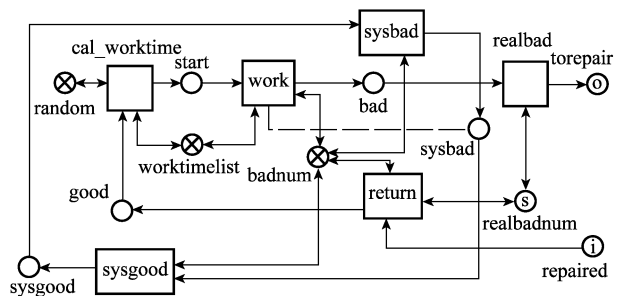 sysbad
cal_worktime
realbad
start
torepair
work
o
random
bad
sysbad
worktimelist
badnum
good
return
s
realbadnum
i
sysgood
sysgood
repaired